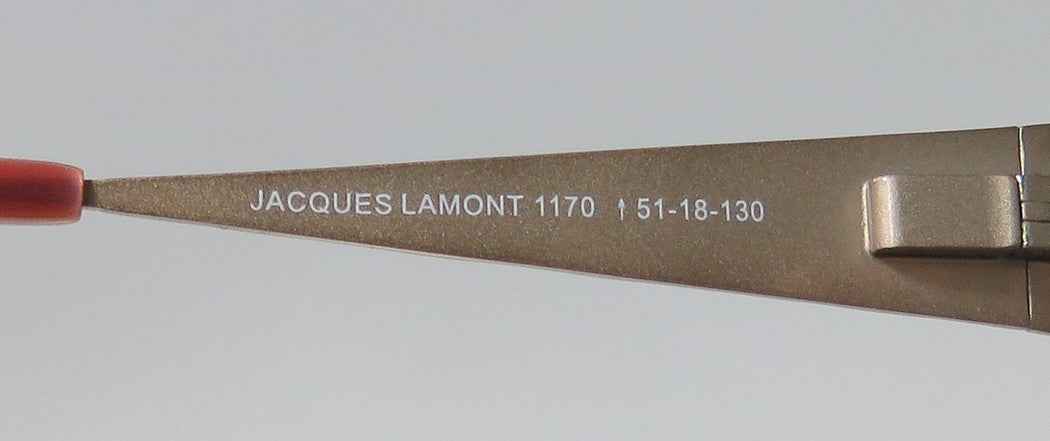 JACQUES LAMONT 1170 ↑ 51-18-130